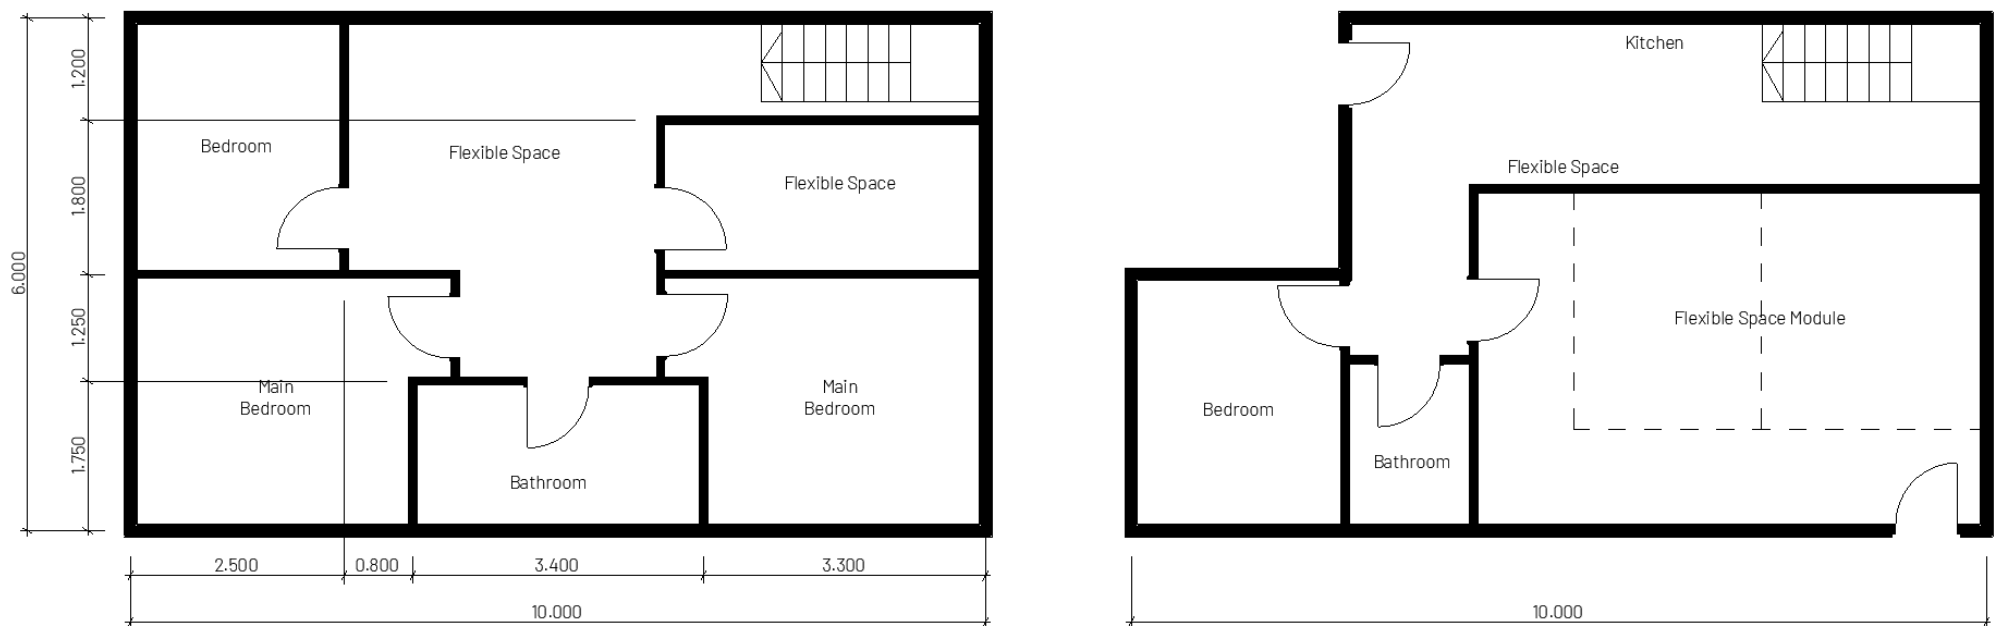 1.200
Kitchen
Bedroom
Flexible Space
Flexible Space
Flexible Space
1.800
6.000
1.250
Flexible Space Module
Main
Bedroom
Main
Bedroom
Bedroom
1.750
Bathroom
Bathroom
2.500
0.800
3.400
3.300
10.000
10.000